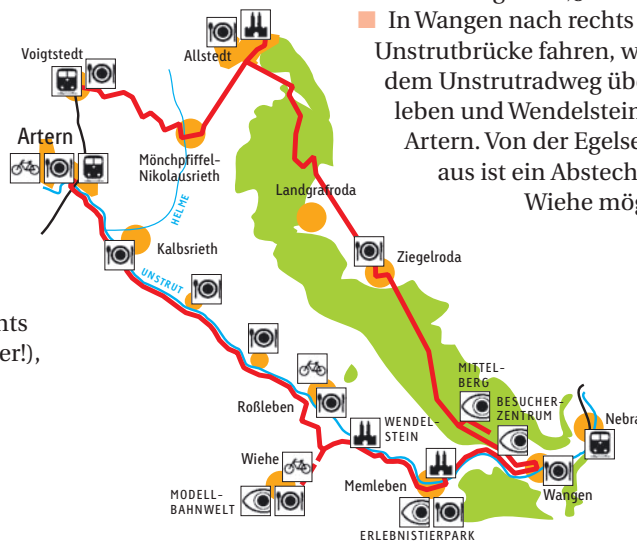 In Wangen nach rechts
Unstrutbrücke fahren, w
dem Unstrutradweg übe
leben und Wendelstein
Artern. Von der Egelse
aus ist ein Abstech
Wiehe mög
Voigtstedt
Allstedt
Artern
Mönchpfiffel-
Nikolausrieth
HELME
Landgrafroda
Kalbsrieth
Ziegelroda
UNSTRUT
nts
er!),
MITTEL-
BERG
BESUCHER-
ZENTRUM
Nebra
Roßleben
WENDEL-
STEIN
Wiehe
MODELL-
BAHNWELT
Memleben
Wangen
ERLEBNISTIERPARK